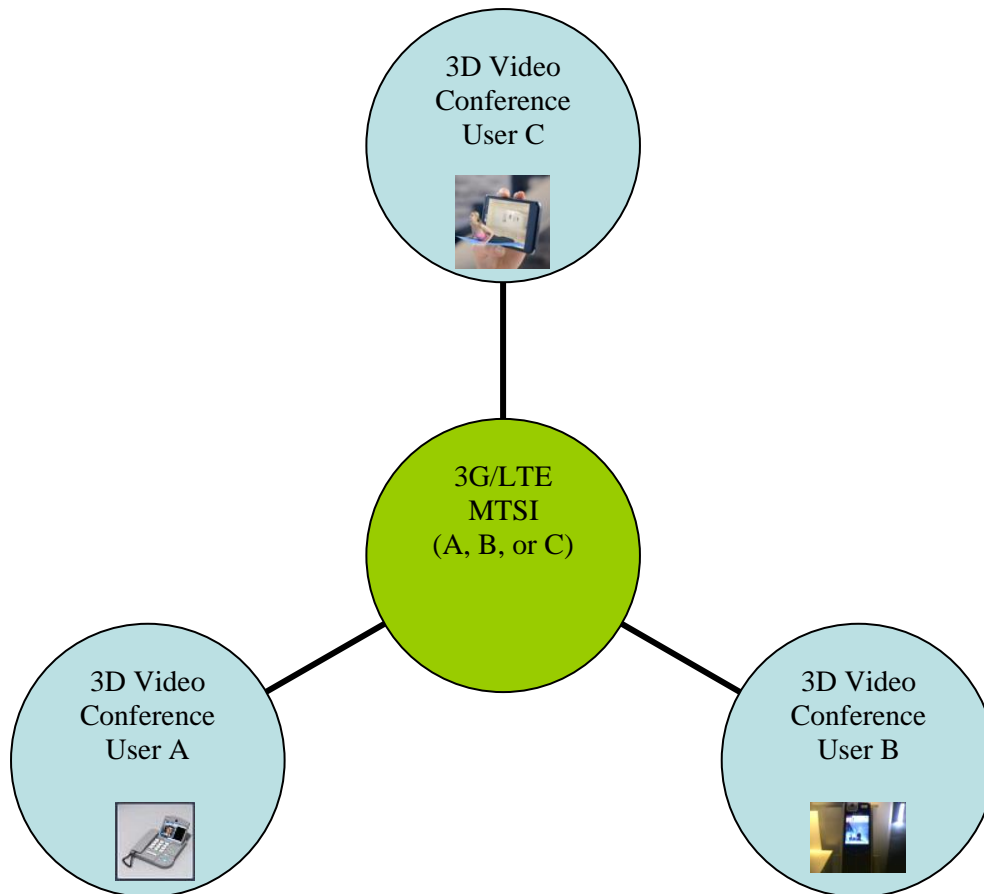 3D Video
Conference
User C
3G/LTE
MTSI
(A, B, or C)
3D Video
Conference
User A
3D Video
Conference
User B